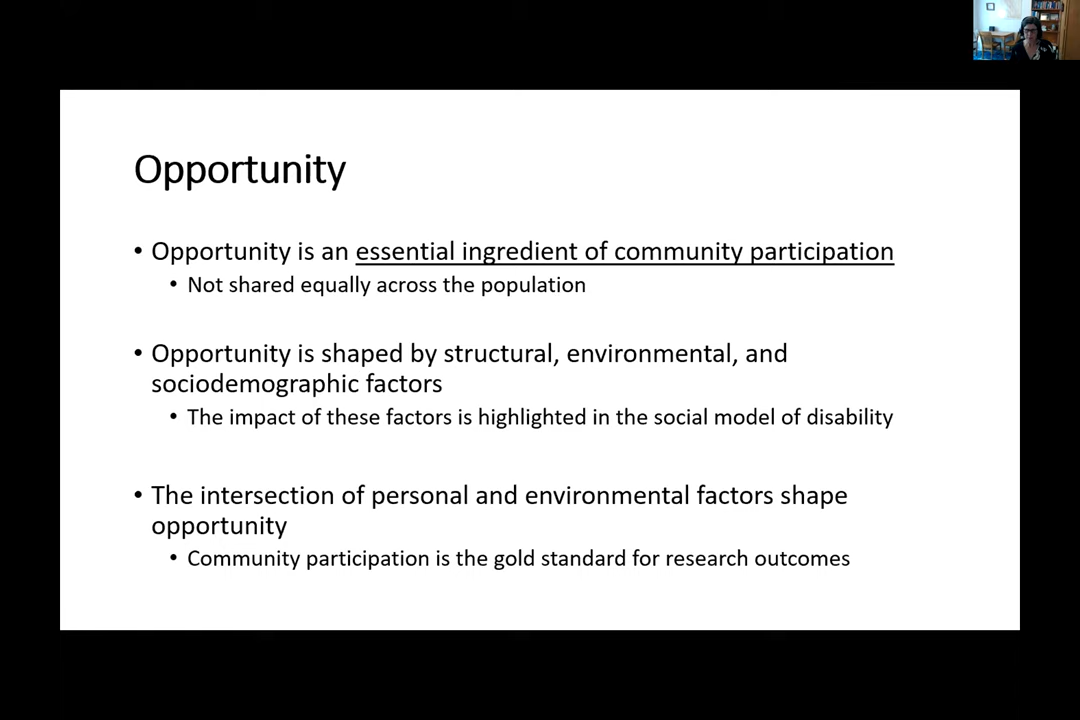 Opportunity
• Opportunity is an essential ingredient of community participation
• Not shared equally across the population
• Opportunity is shaped by structural, environmental, and
sociodemographic factors
• The impact of these factors is highlighted in the social model of disability
• The intersection of personal and environmental factors shape
opportunity
• Community participation is the gold standard for research outcomes